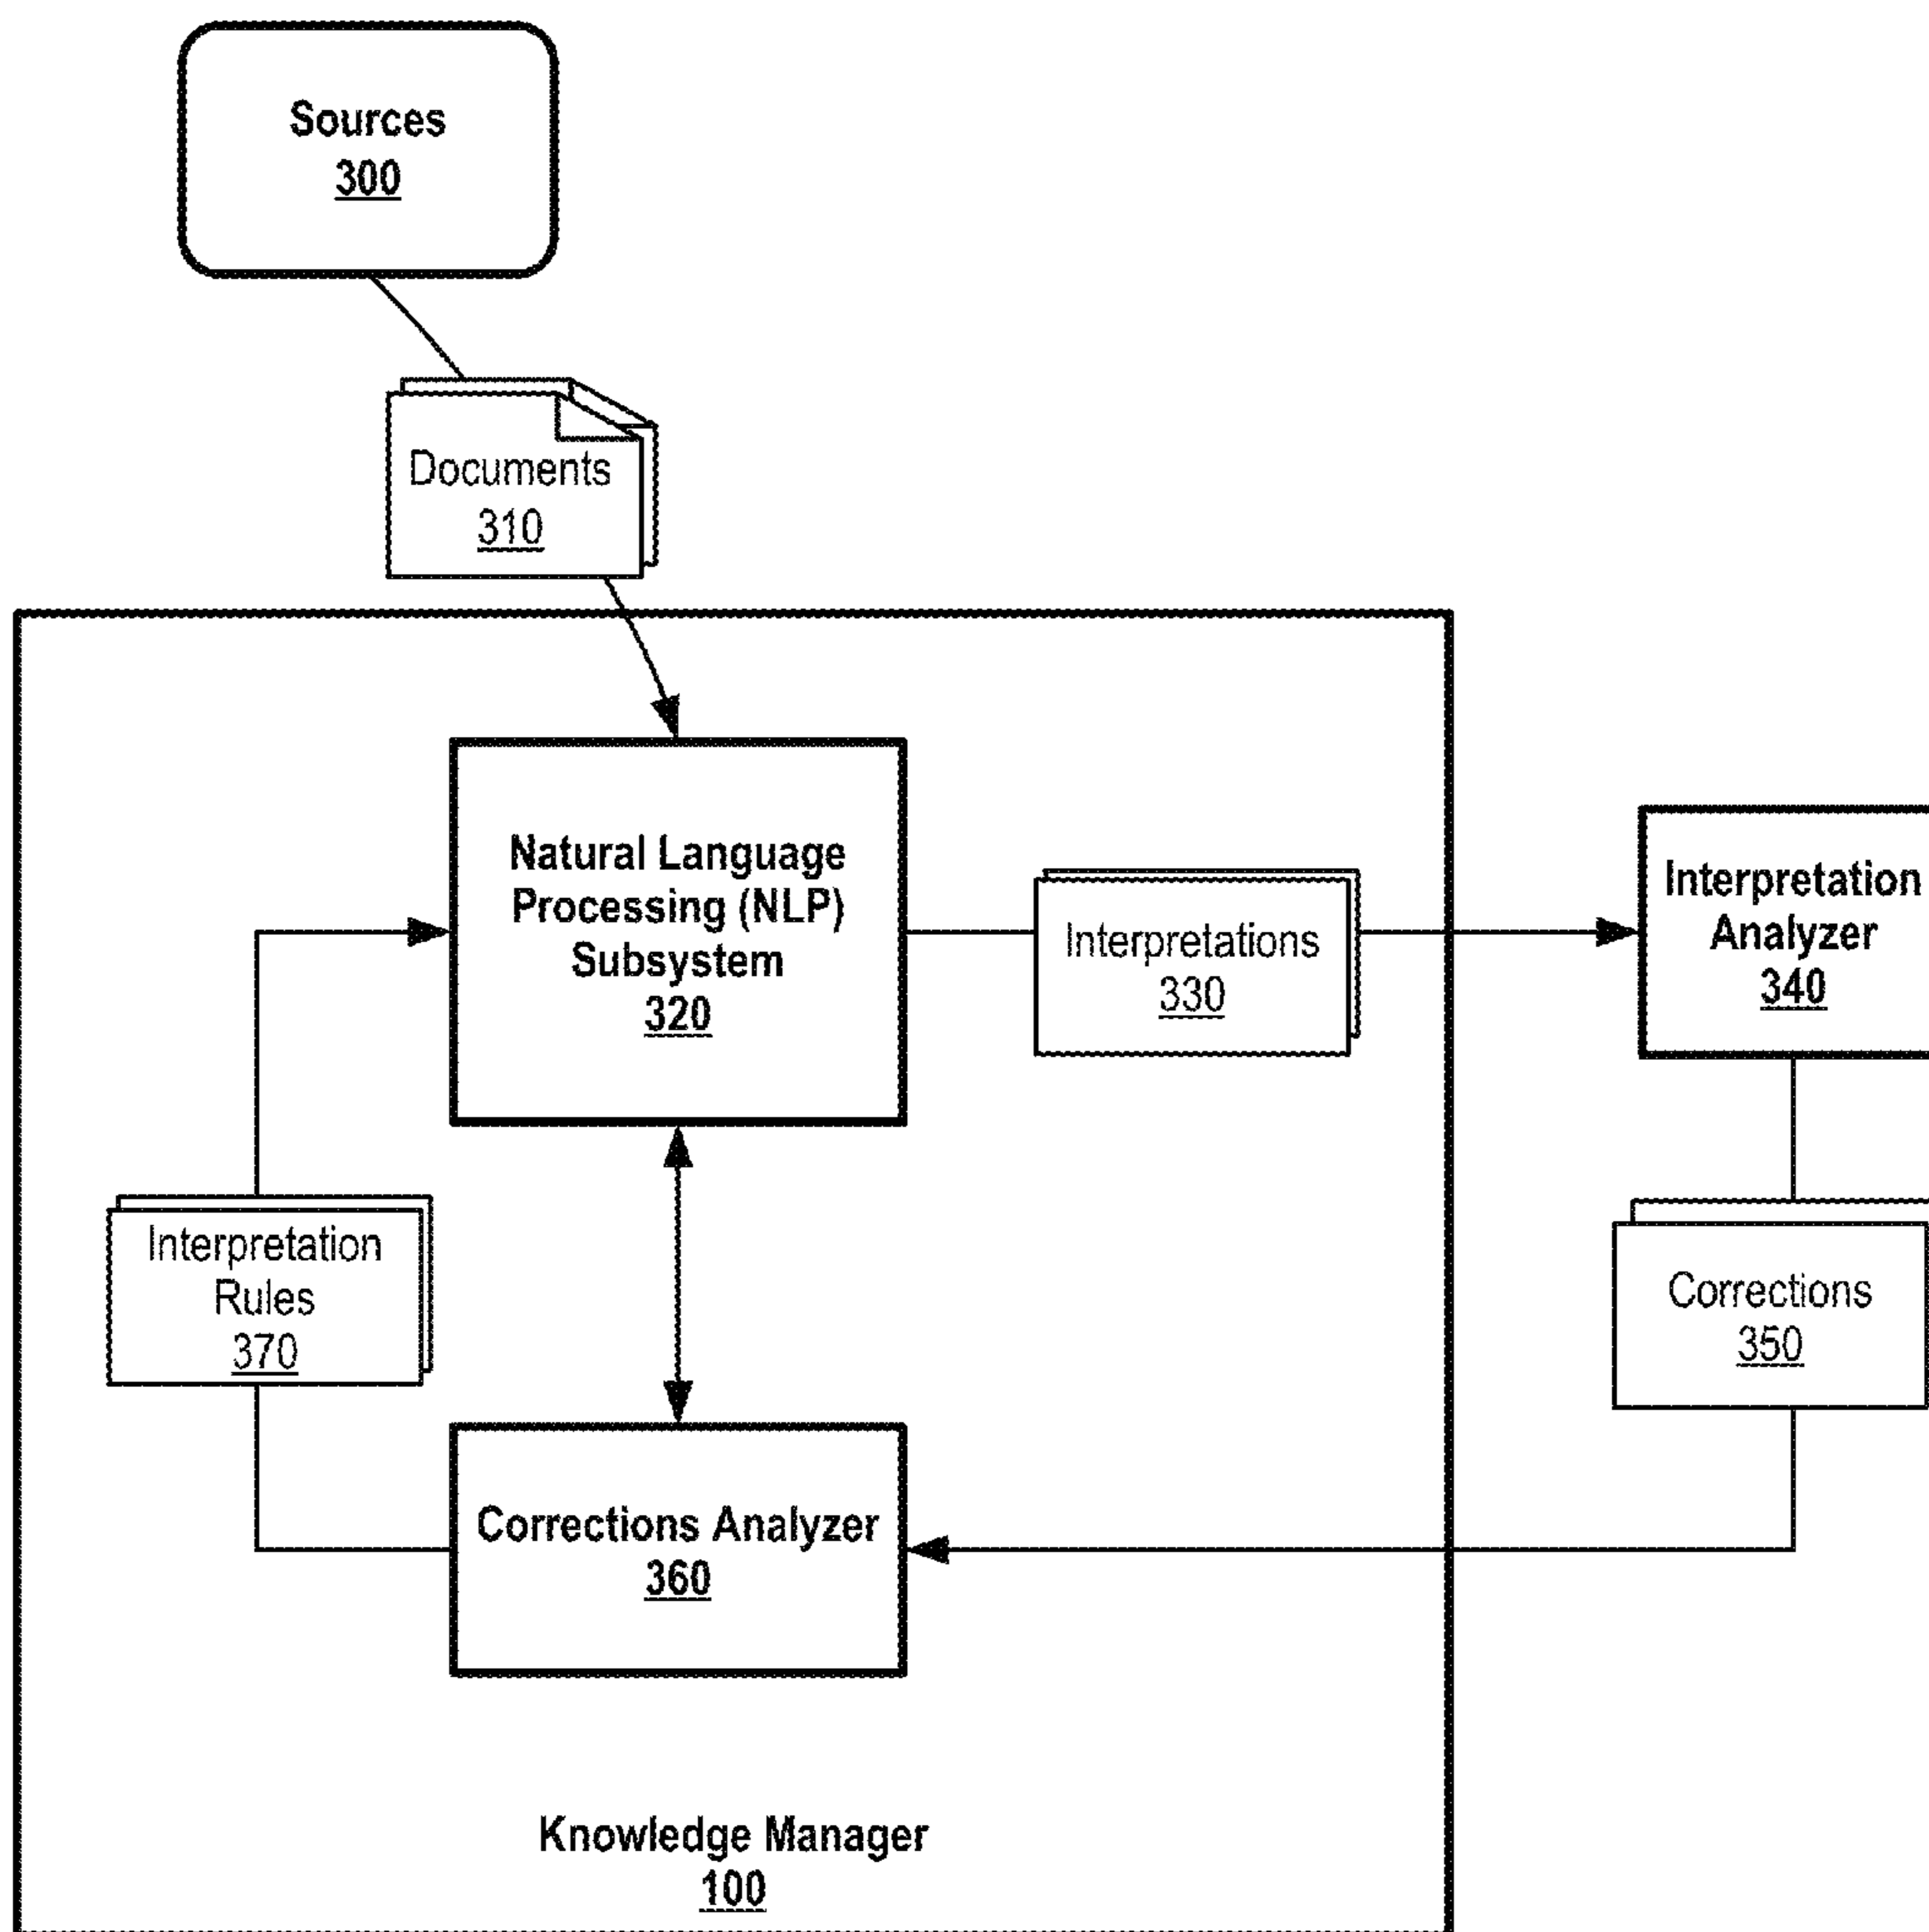 Sources
300
Documents
310
Natural Language
Processing (NLP)
Subsystem
320
Interpretations
330
Interpretation
Analyzer
340
Interpretation
Rules
370
Corrections
350
Corrections Analyzer
360
Knowledge Manager
100